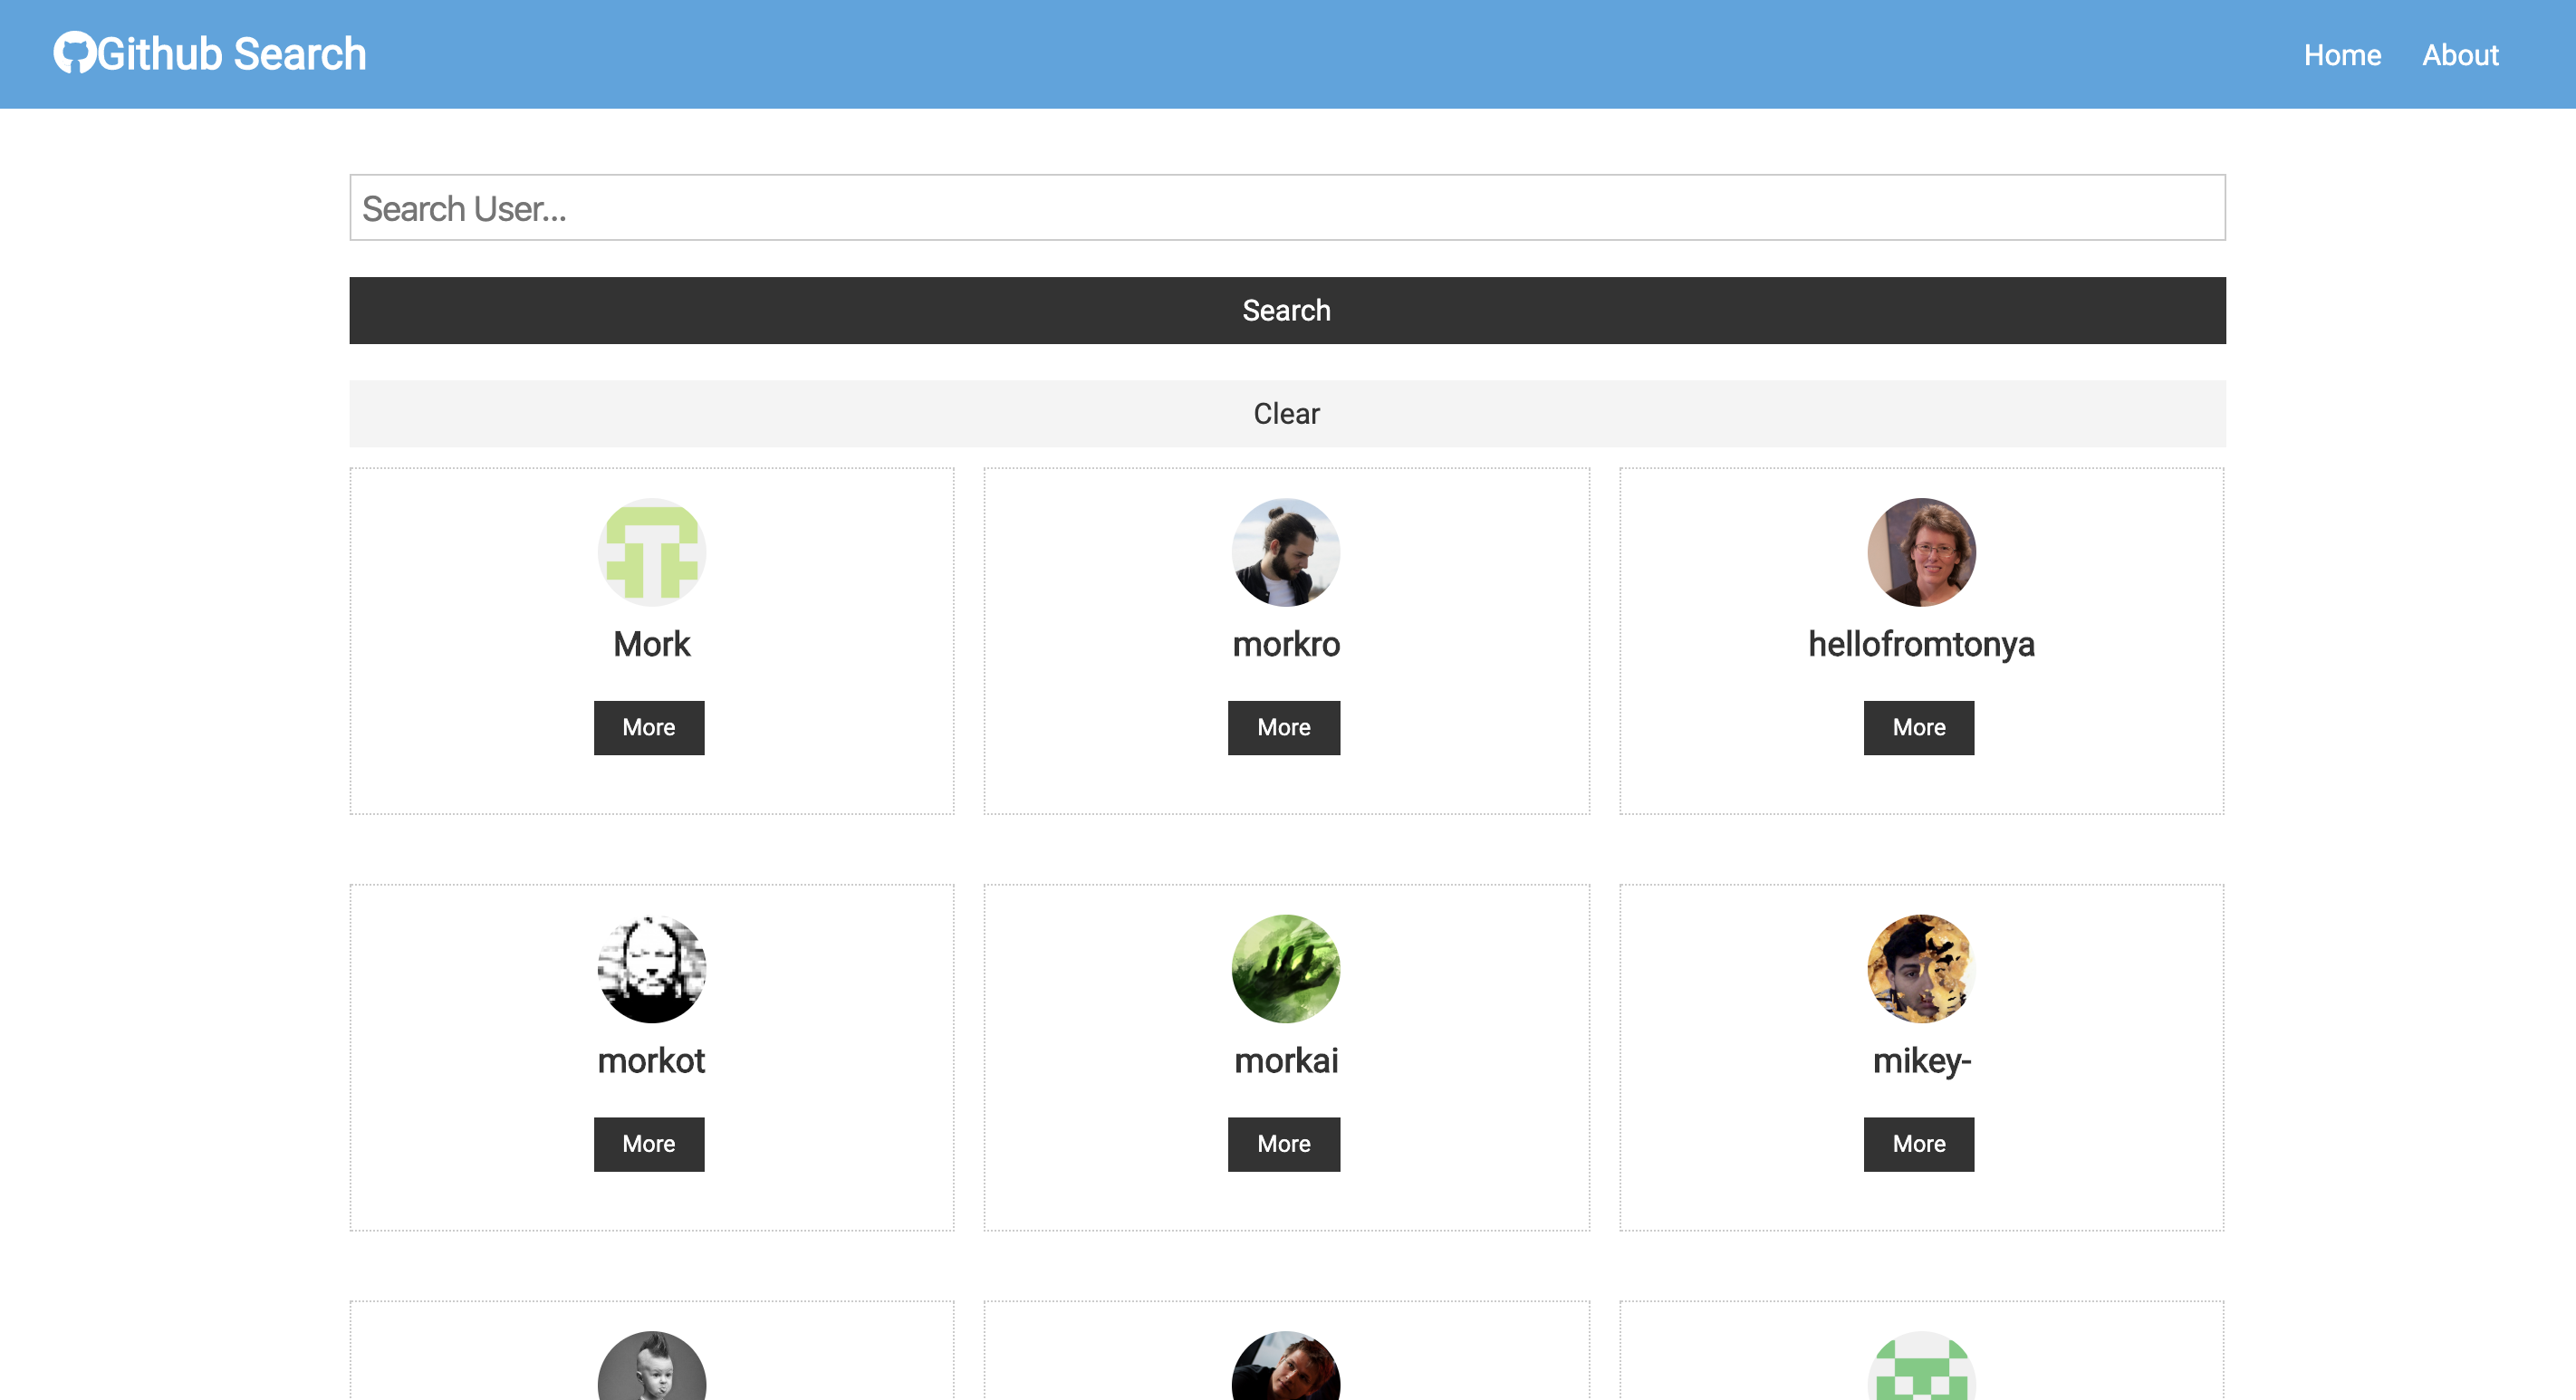 Github Search
Home About
Search User...
Search
Clear
Mork
morkro
hellofromtonya
More
More
More
morkot
morkai
mikey-
More
More
More